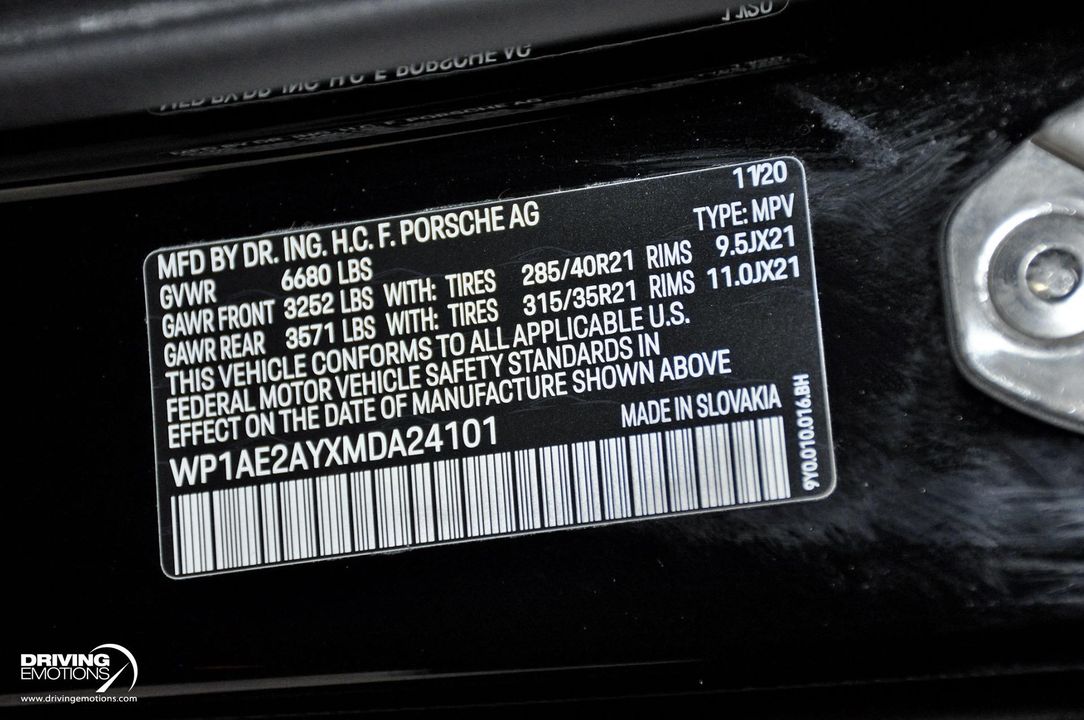 11/20
MFD BY DR. ING. H.C. F. PORSCHE AG
TYPE: MPV
GVWR 6680 LBS
GAWR FRONT 3252 LBS WITH: TIRES 285/40R21 RIMS 9.5JX21
GAWR REAR 3571 LBS WITH: TIRES 315/35R21 RIMS 11.0JX21
THIS VEHICLE CONFORMS TO ALL APPLICABLE U.S.
FEDERAL MOTOR VEHICLE SAFETY STANDARDS IN
EFFECT ON THE DATE OF MANUFACTURE SHOWN ABOVE
WP1AE2AYXMDA24101
MADE IN SLOVAKIA
9Y0.010.016.BH
DRIVING
EMOTIONS
www.drivingemotions.com